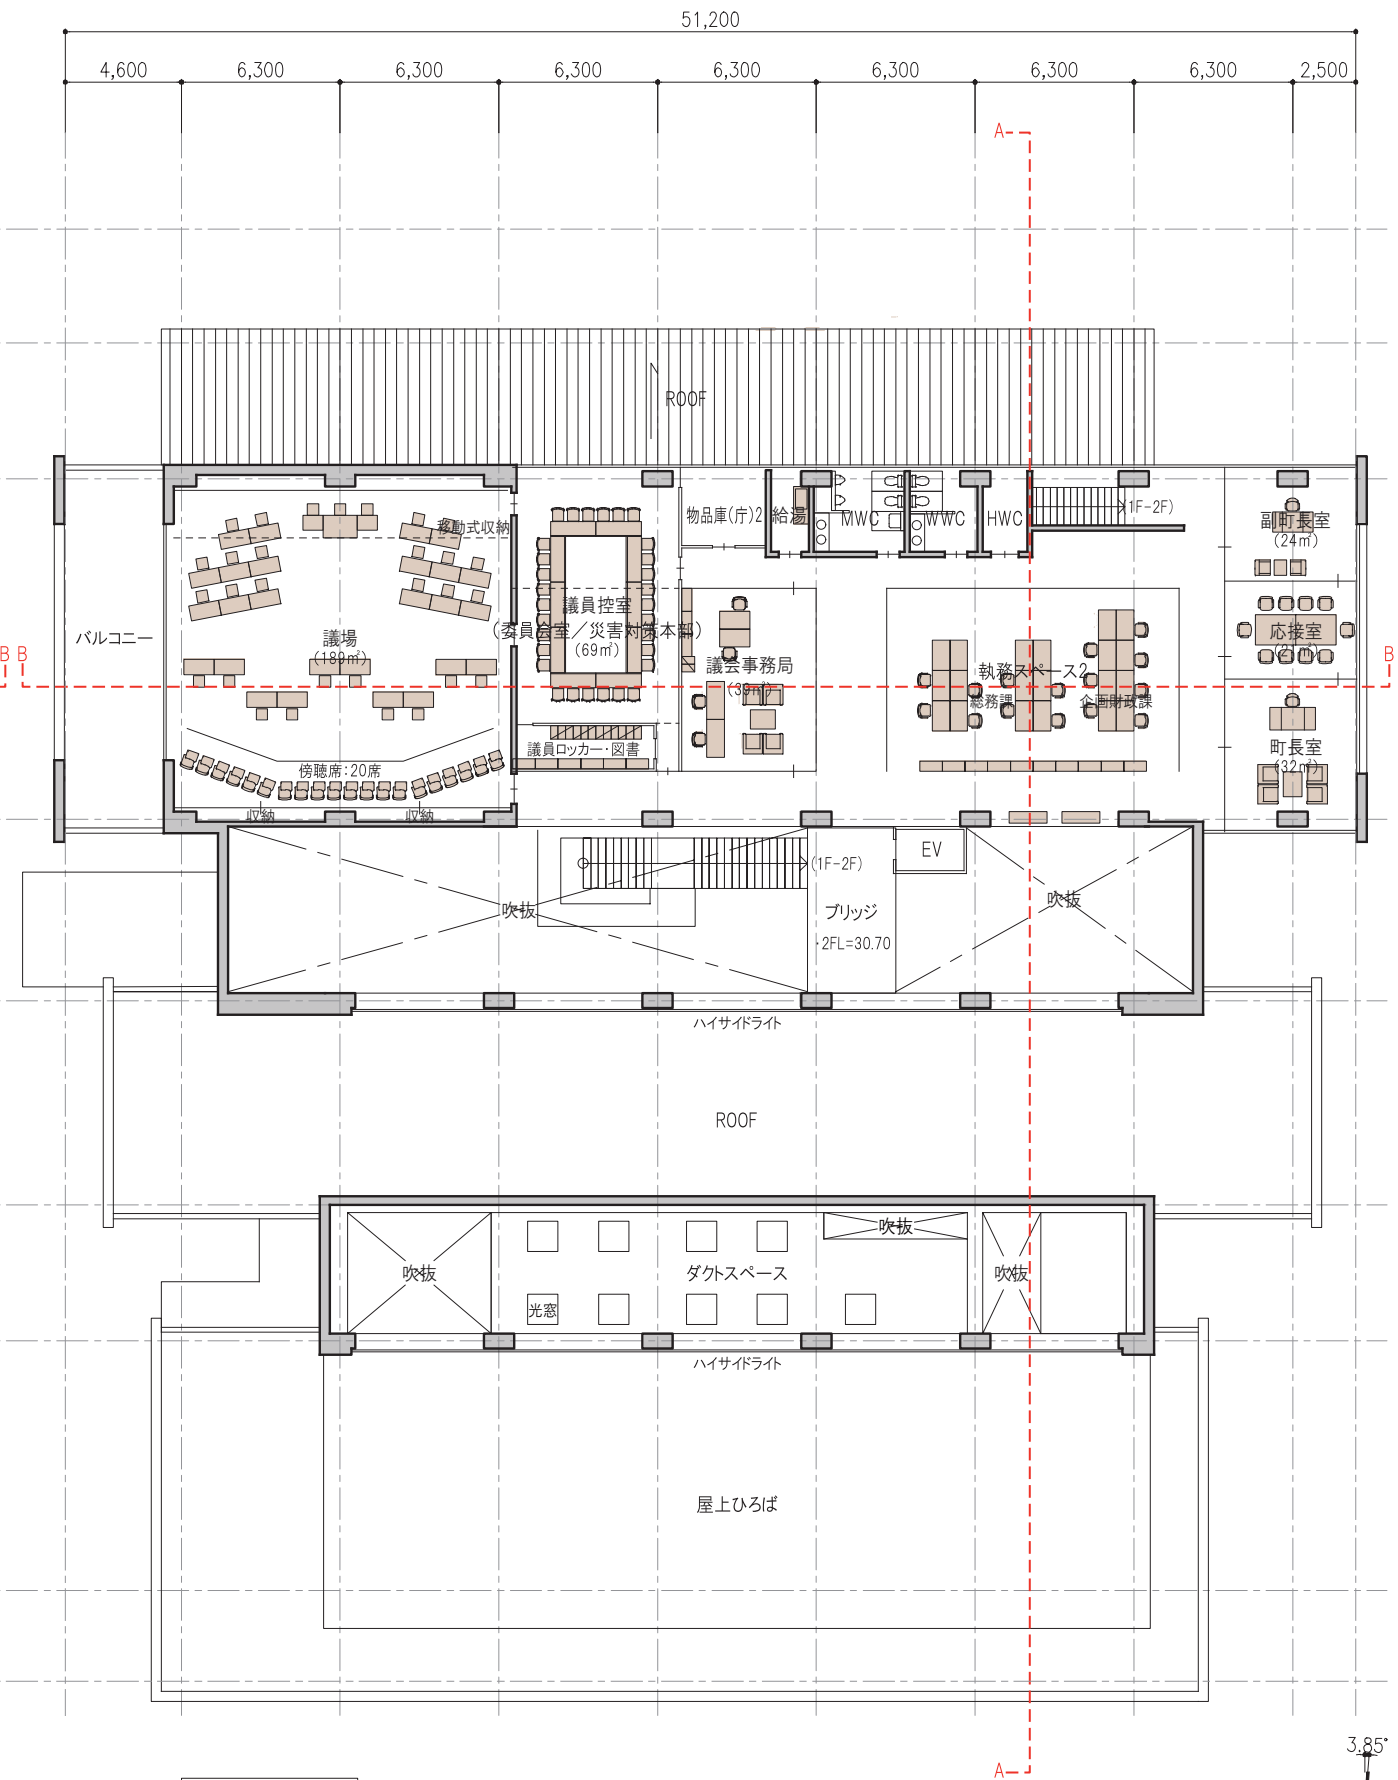 51,200
4,600 6,300 6,300 6,300 6,300 6,300 6,300 6,300 2,500
A
ROOF
移動式収納
物品庫(庁)2
給湯
MWC
WWC
HWC
(1F-2F)
副町長室
(24㎡)
バルコニー
議場
(189㎡)
議員控室
(委員会室／災害対策本部)
(69㎡)
議会事務局
(39㎡)
執務スペース2
総務課
企画財政課
応接室
(21㎡)
B B
B
町長室
(32㎡)
議員ロッカー・図書
傍聴席:20席
収納
収納
(1F-2F)
EV
吹抜
ブリッジ
・2FL=30.70
吹抜
ハイサイドライト
ROOF
吹抜
ダクトスペース
吹抜
吹抜
光窓
ハイサイドライト
屋上ひろば
3.85°
A